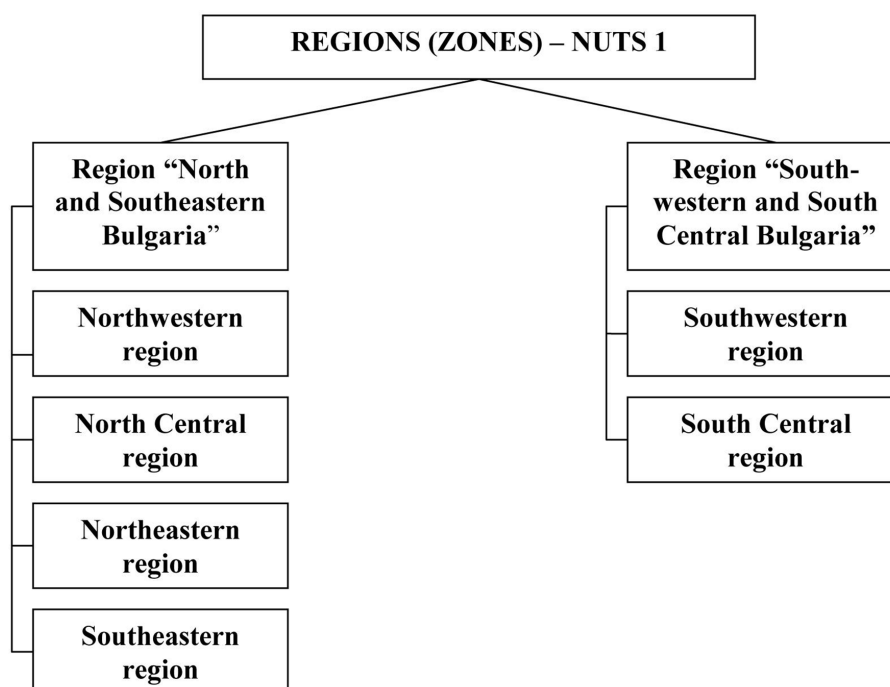 REGIONS (ZONES) – NUTS 1
Region “North
and Southeastern
Bulgaria”
Northwestern
region
North Central
region
Northeastern
region
Southeastern
region
Region “South-
western and South
Central Bulgaria”
Southwestern
region
South Central
region